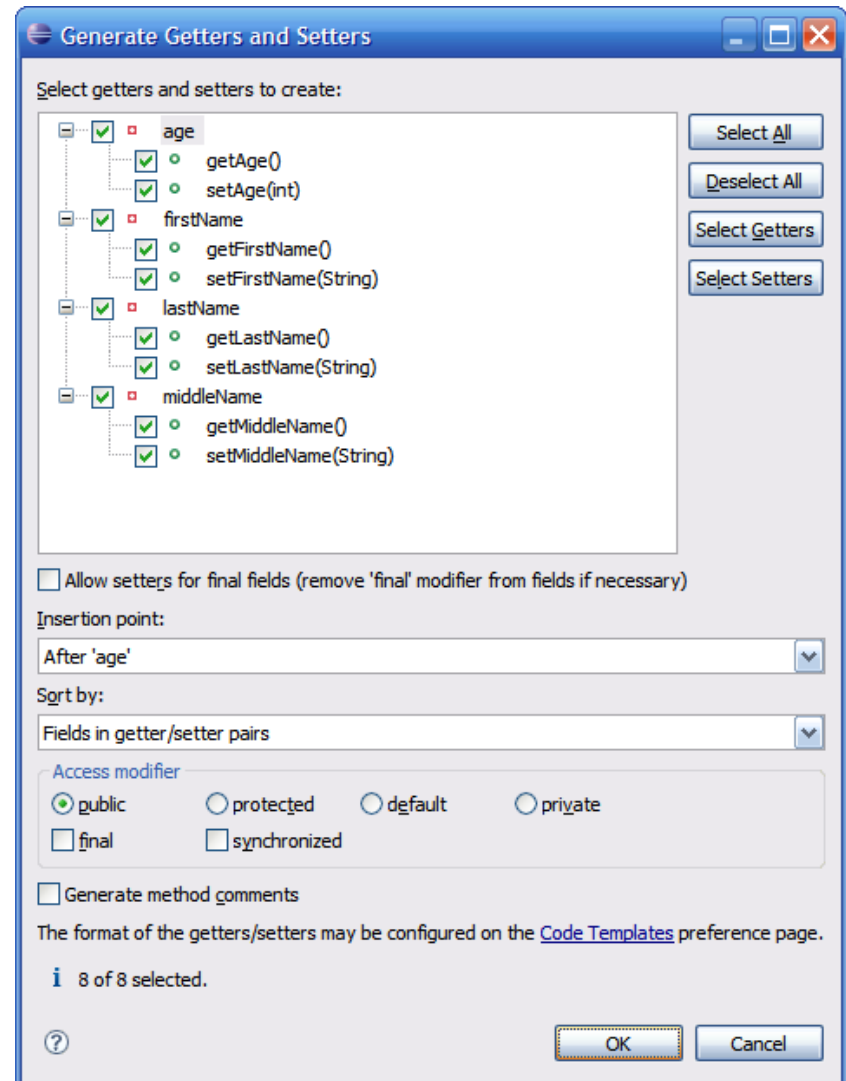 Generate Getters and Setters
Select getters and setters to create:
age
getAge()
setAge(int)
firstName
getFirstName()
setFirstName(String)
lastName
getLastName()
setLastName(String)
middleName
getMiddleName()
setMiddleName(String)
Select All
Deselect All
Select Getters
Select Setters
Allow setters for final fields (remove 'final' modifier from fields if necessary)
Insertion point:
After 'age'
Sort by:
Fields in getter/setter pairs
Access modifier
public protected default private
final synchronized
Generate method comments
The format of the getters/setters may be configured on the Code Templates preference page.
i 8 of 8 selected.
? OK Cancel